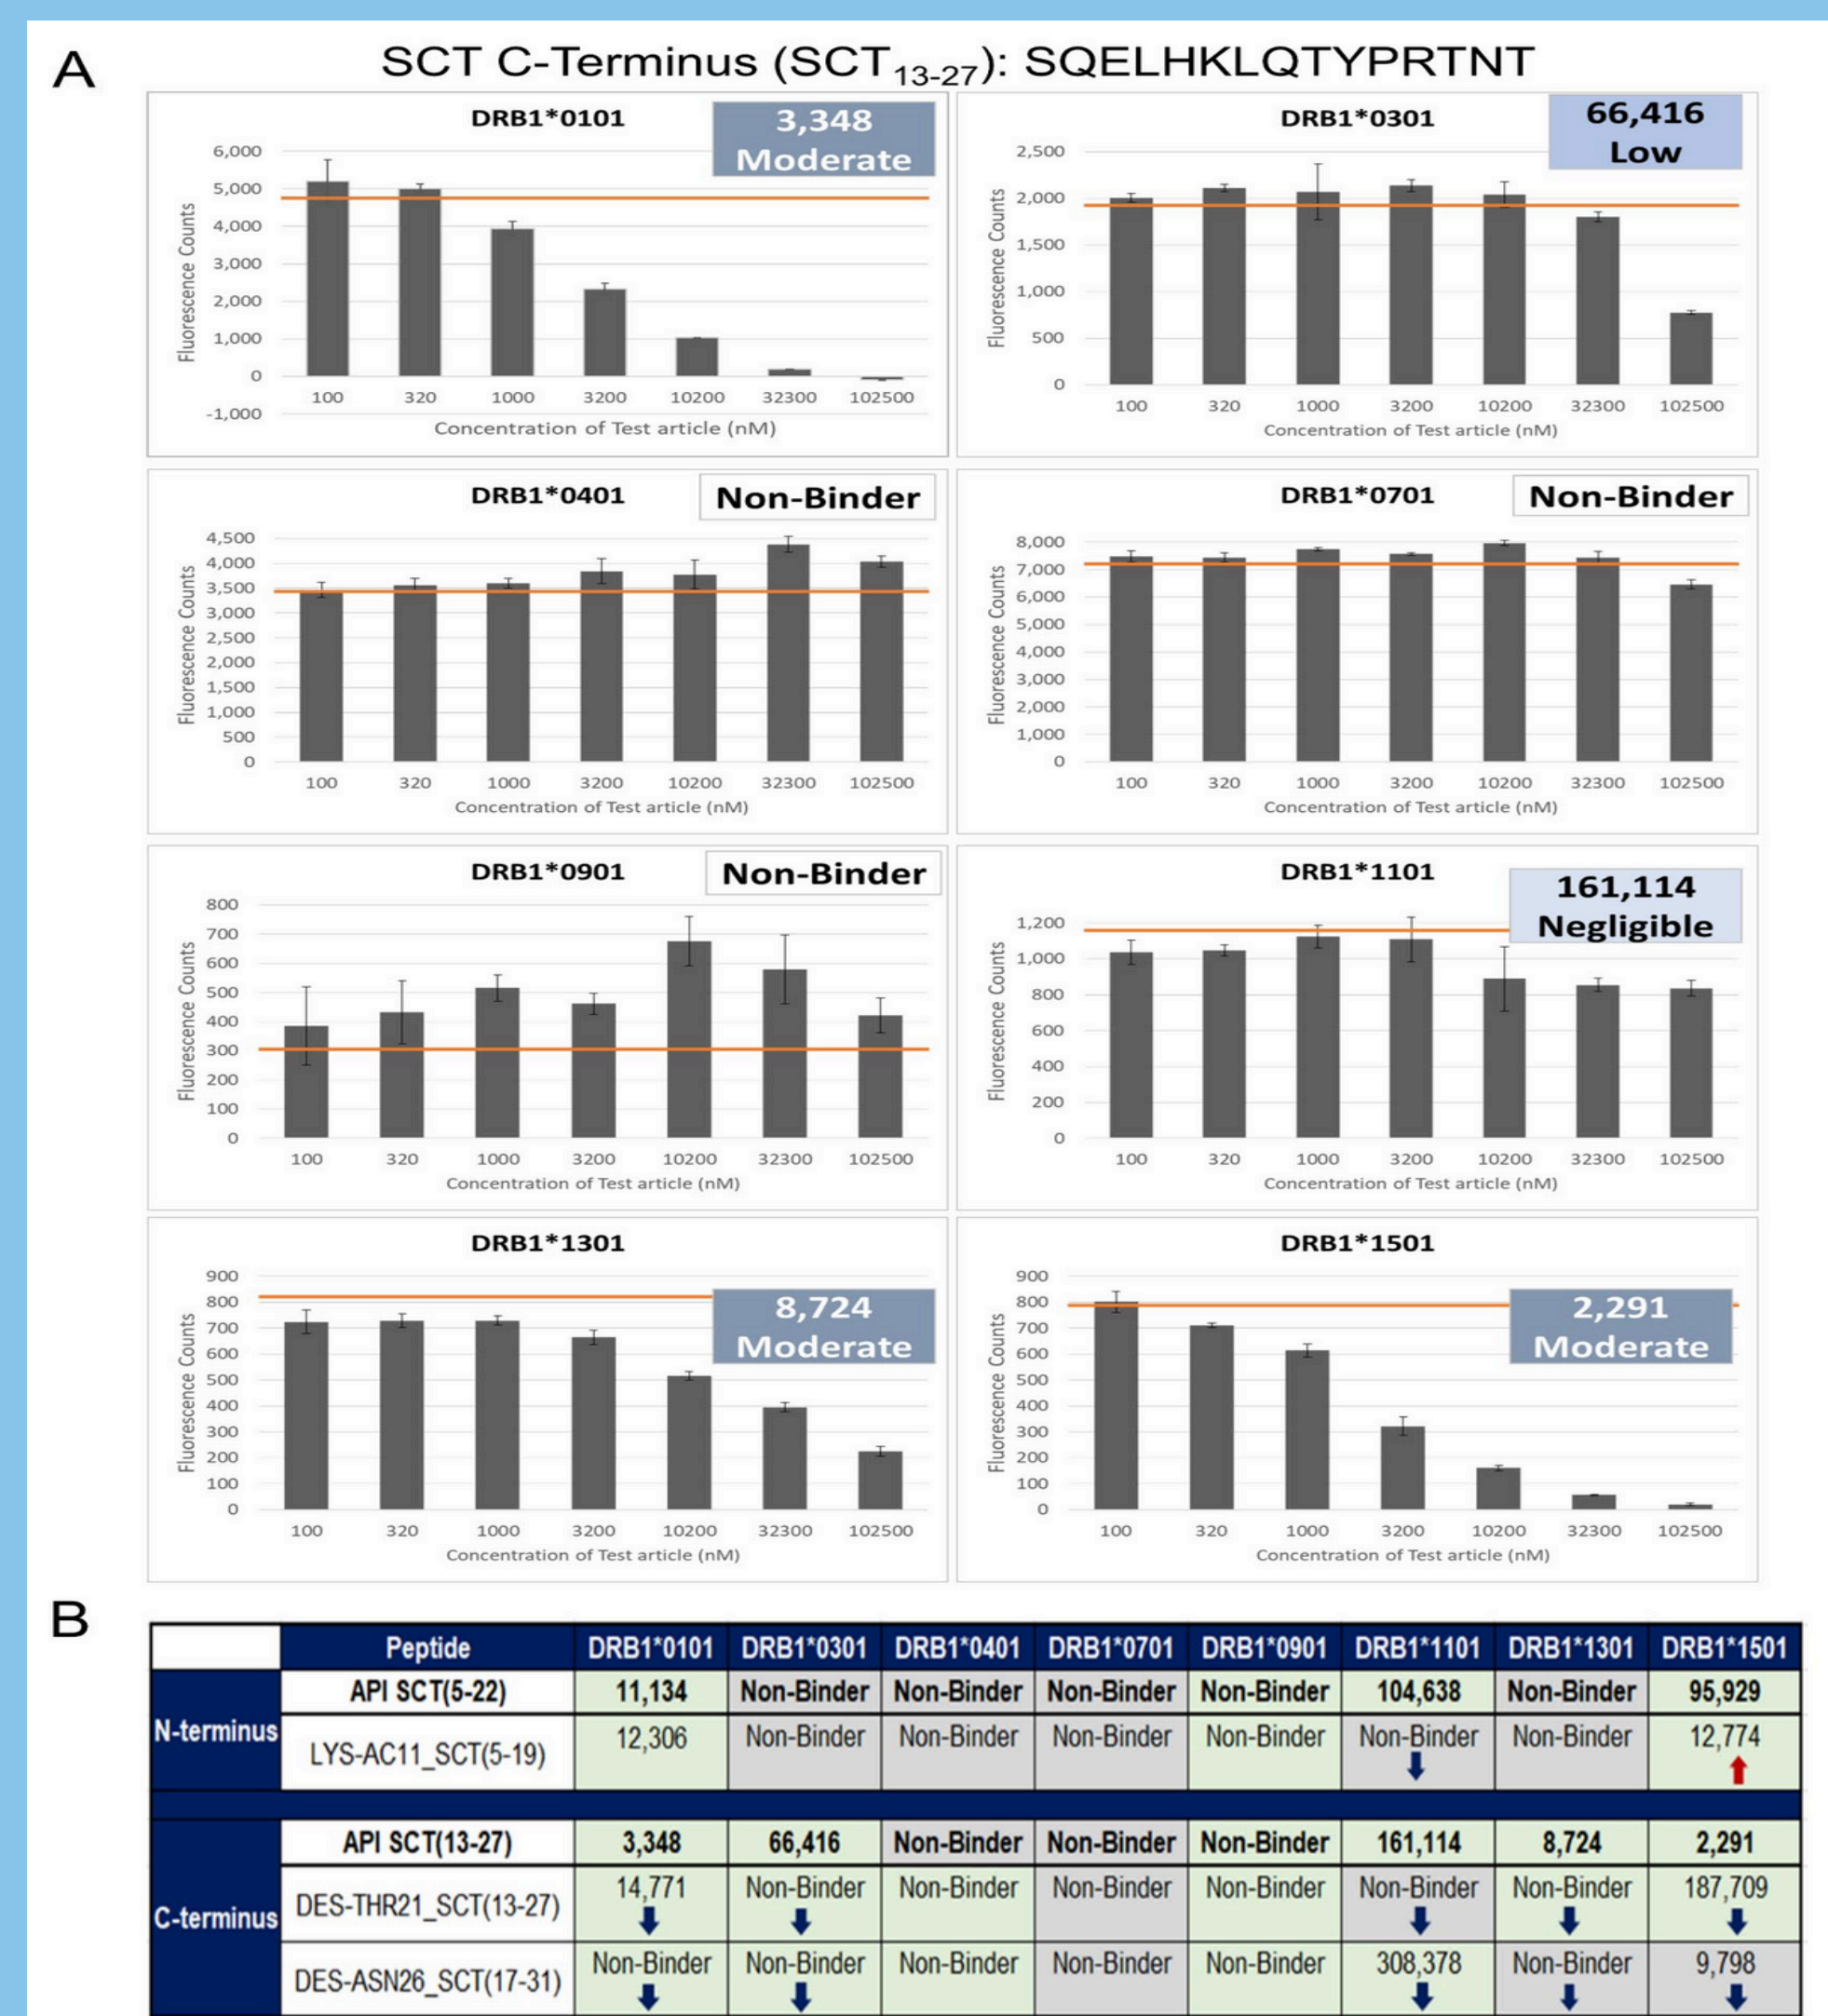 A
SCT C-Terminus (SCT13-27): SQELHKLQTYPRTNT
DRB1*0101
3,348
Moderate
6,000
5,000
4,000
3,000
2,000
1,000
0
-1,000
Fluorescence Counts
100 320 1000 3200 10200 32300 102500
Concentration of Test article (nM)
DRB1*0301
66,416
Low
2,500
2,000
1,500
1,000
500
0
Fluorescence Counts
100 320 1000 3200 10200 32300 102500
Concentration of Test article (nM)
DRB1*0401
Non-Binder
4,500
4,000
3,500
3,000
2,500
2,000
1,500
1,000
500
0
Fluorescence Counts
100 320 1000 3200 10200 32300 102500
Concentration of Test article (nM)
DRB1*0701
Non-Binder
8,000
7,000
6,000
5,000
4,000
3,000
2,000
1,000
0
Fluorescence Counts
100 320 1000 3200 10200 32300 102500
Concentration of Test article (nM)
DRB1*0901
Non-Binder
800
700
600
500
400
300
200
100
0
Fluorescence Counts
100 320 1000 3200 10200 32300 102500
Concentration of Test article (nM)
DRB1*1101
161,114
Negligible
1,200
1,000
800
600
400
200
0
Fluorescence Counts
100 320 1000 3200 10200 32300 102500
Concentration of Test article (nM)
DRB1*1301
8,724
Moderate
900
800
700
600
500
400
300
200
100
0
Fluorescence Counts
100 320 1000 3200 10200 32300 102500
Concentration of Test article (nM)
DRB1*1501
2,291
Moderate
900
800
700
600
500
400
300
200
100
0
Fluorescence Counts
100 320 1000 3200 10200 32300 102500
Concentration of Test article (nM)
B
Peptide DRB1*0101 DRB1*0301 DRB1*0401 DRB1*0701 DRB1*0901 DRB1*1101 DRB1*1301 DRB1*1501
N-terminus
API SCT(5-22) 11,134 Non-Binder Non-Binder Non-Binder Non-Binder 104,638 Non-Binder 95,929
LYS-AC11_SCT(5-19) 12,306 Non-Binder Non-Binder Non-Binder Non-Binder Non-Binder Non-Binder 12,774
C-terminus
API SCT(13-27) 3,348 66,416 Non-Binder Non-Binder Non-Binder 161,114 8,724 2,291
DES-THR21_SCT(13-27) 14,771 Non-Binder Non-Binder Non-Binder Non-Binder Non-Binder Non-Binder 187,709
DES-ASN26_SCT(17-31) Non-Binder Non-Binder Non-Binder Non-Binder Non-Binder 308,378 Non-Binder 9,798